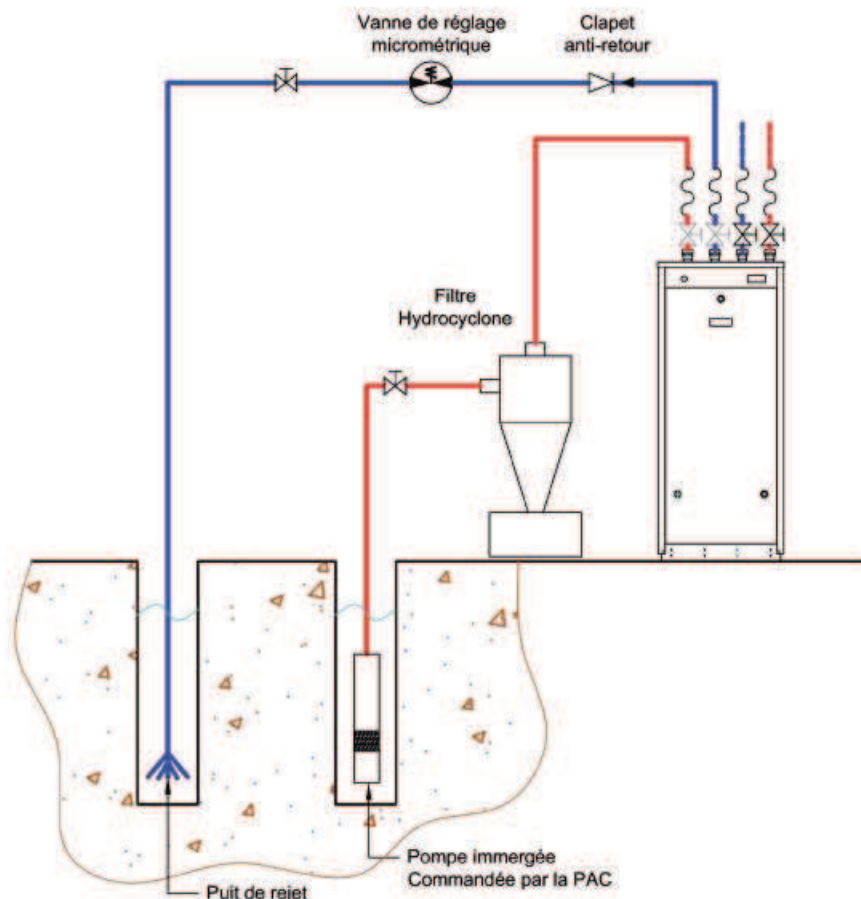 Vanne de réglage
micrométrique
Clapet
anti-retour
Filtre
Hydrocyclone
Pompe immergée
Commandée par la PAC
Puit de rejet